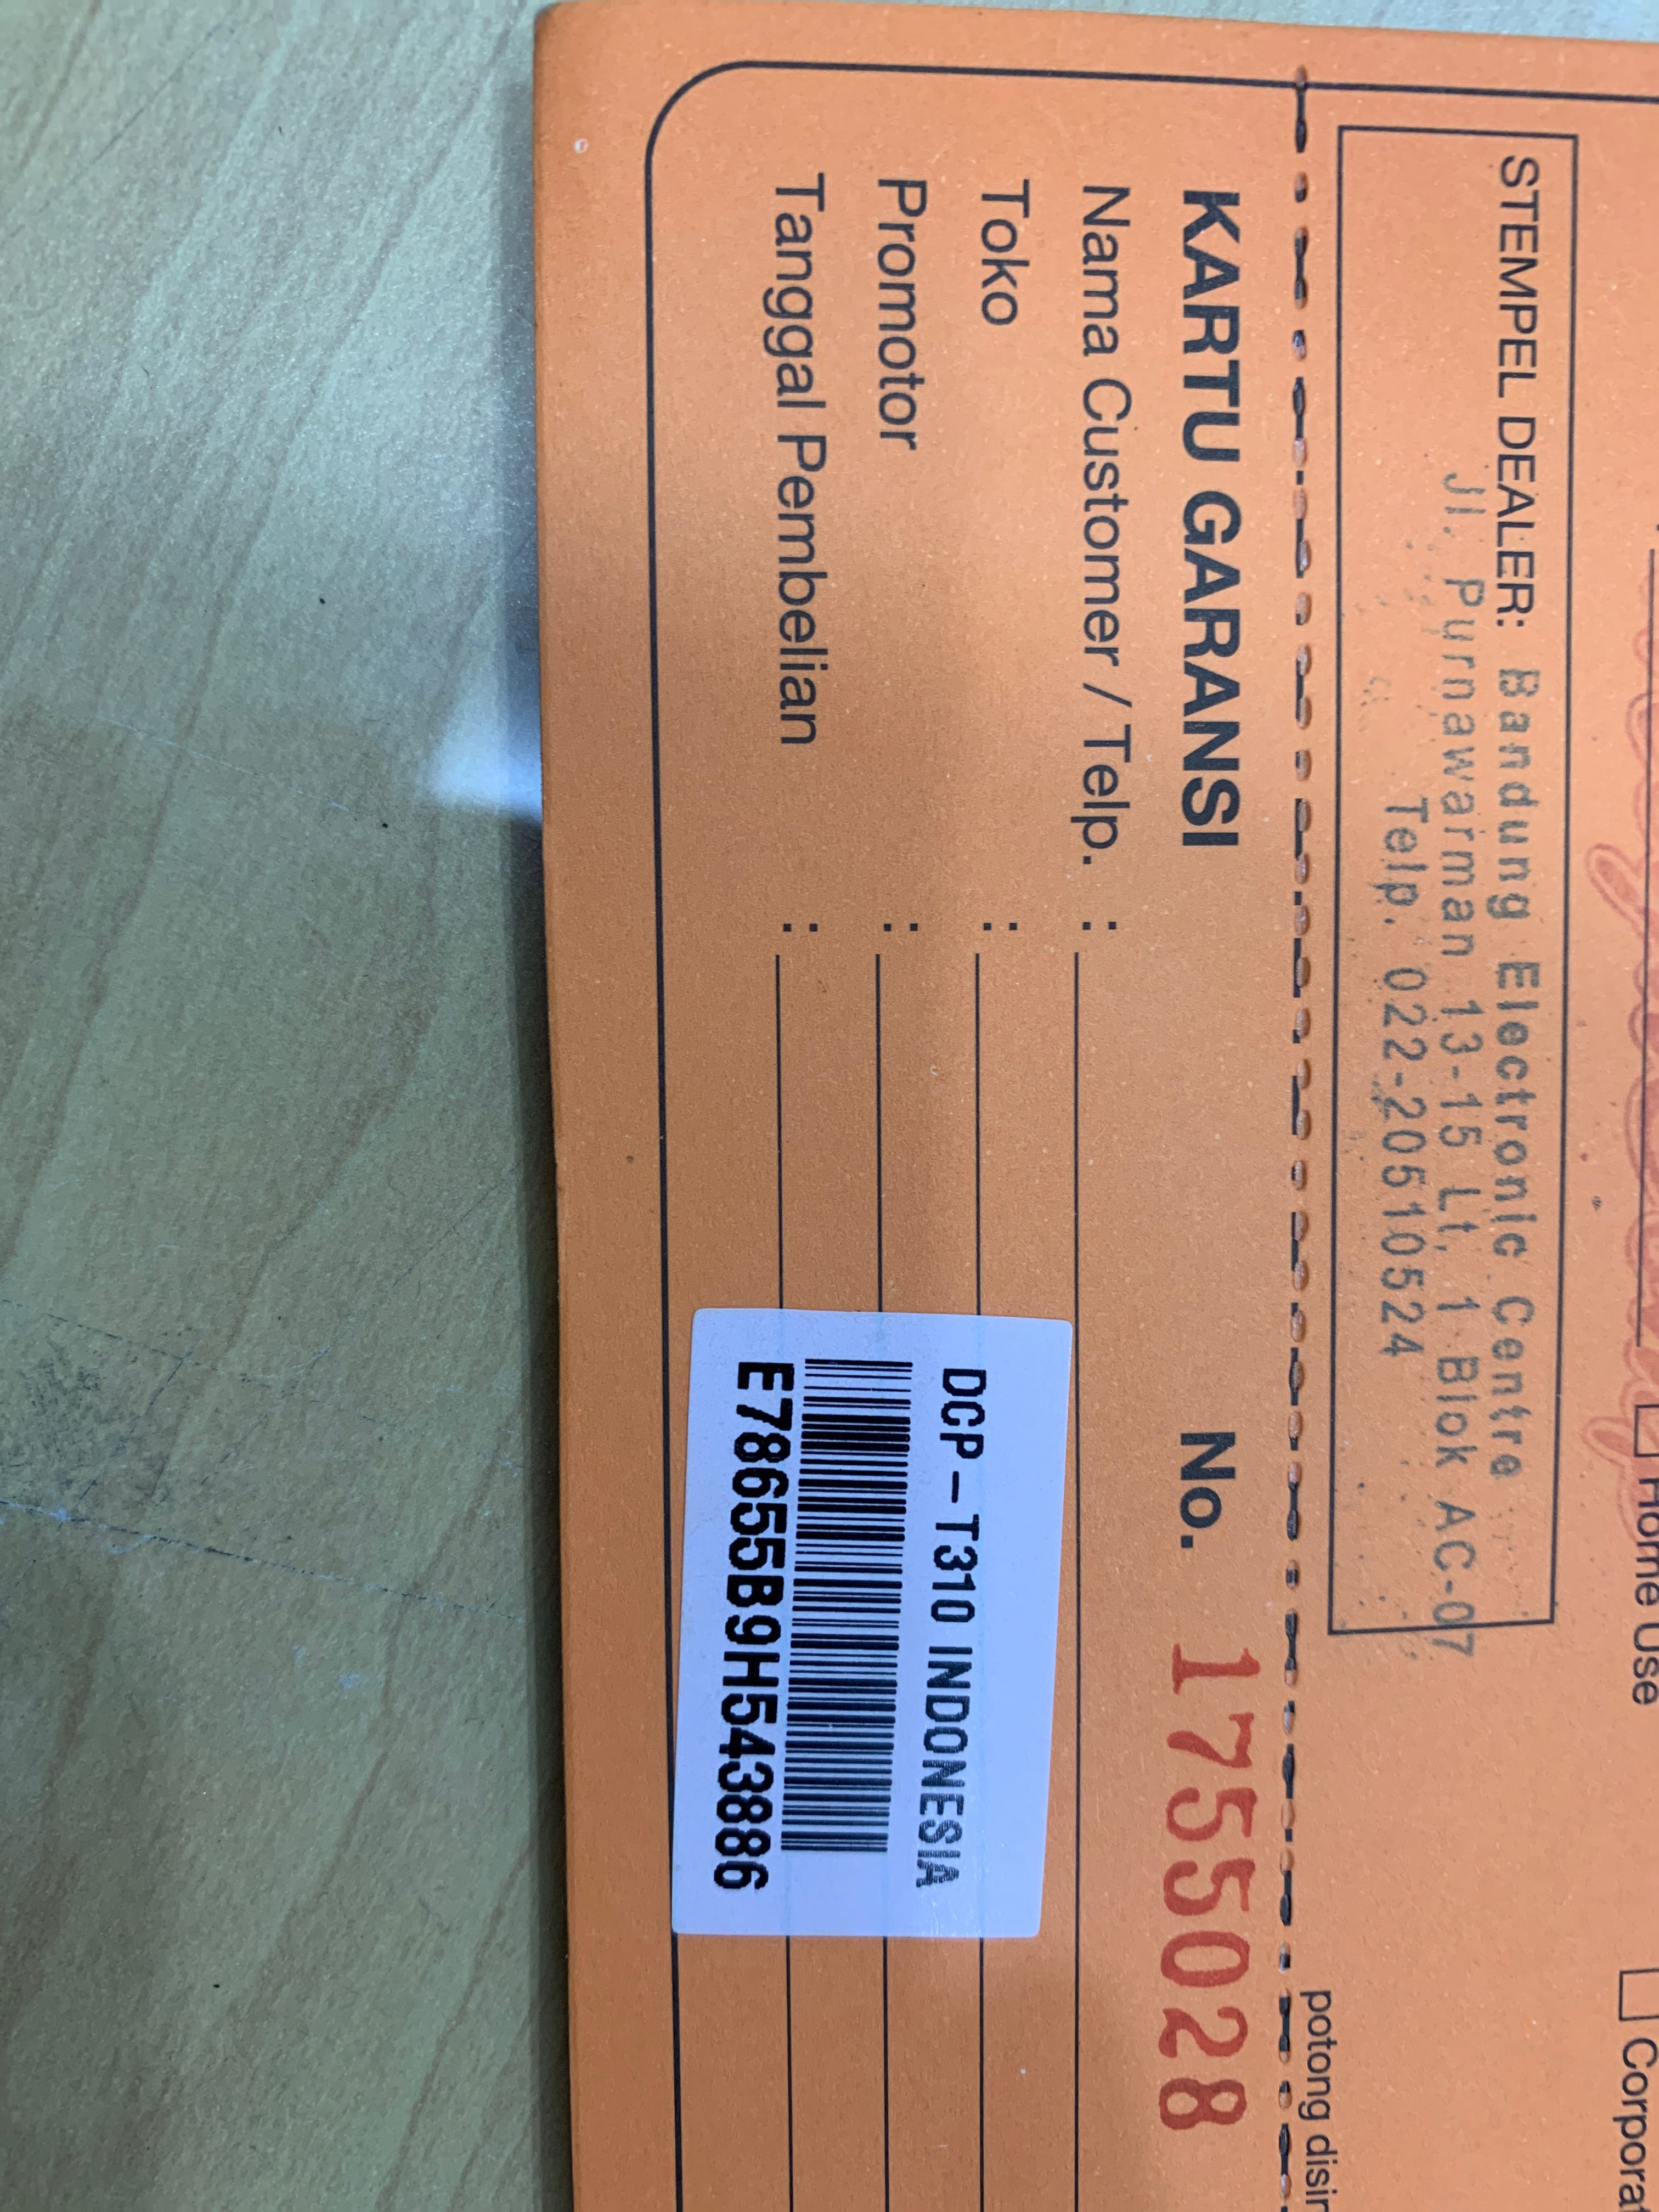 Home Use
Corporat
STEMPEL DEALER: Bandung Electronic Centre
Jl. Purnawarman 13-15 Lt. 1 Blok AC-07
Telp. 022-205110524
potong disin
KARTU GARANSI No. 1755028
Nama Customer / Telp. :
Toko :
Promotor :
Tanggal Pembelian :
DCP-T310 INDONESIA
E78655B9H543886